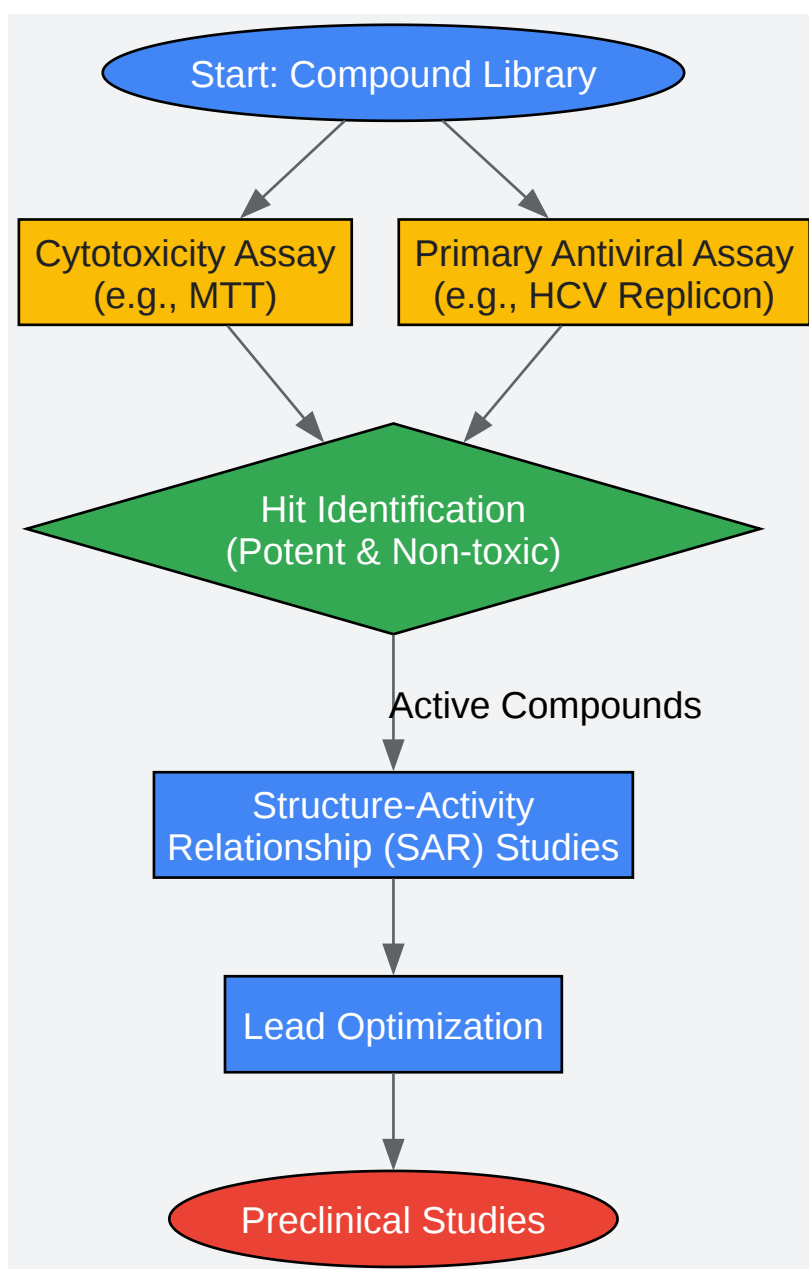 Start: Compound Library
Cytotoxicity Assay
(e.g., MTT)
Primary Antiviral Assay
(e.g., HCV Replicon)
Hit Identification
(Potent & Non-toxic)
Active Compounds
Structure-Activity
Relationship (SAR) Studies
Lead Optimization
Preclinical Studies